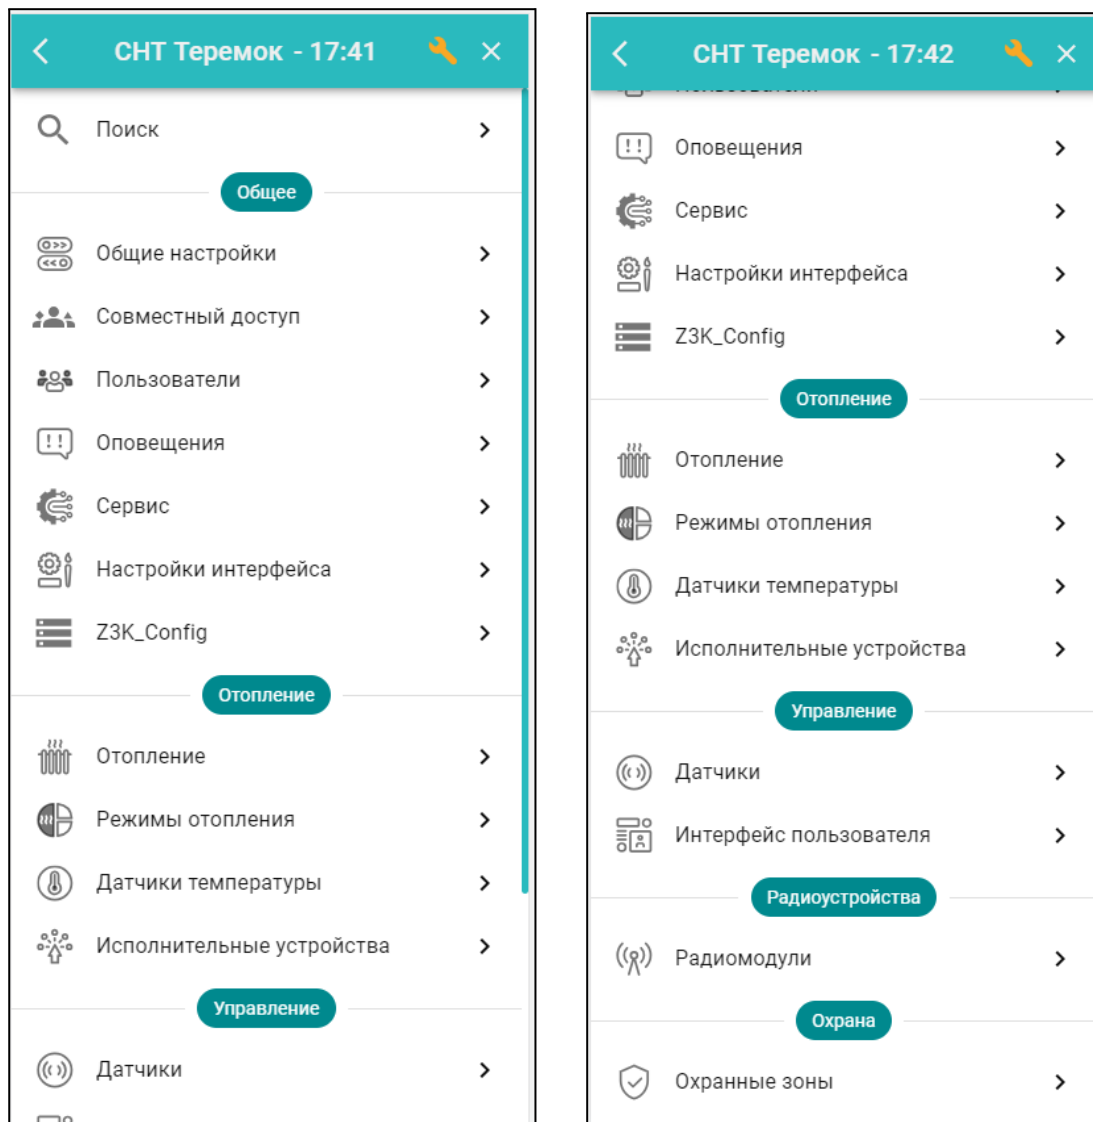 СНТ Теремок - 17:41
Поиск
Общее
Общие настройки
Совместный доступ
Пользователи
Оповещения
Сервис
Настройки интерфейса
Z3K_Config
Отопление
Отопление
Режимы отопления
Датчики температуры
Исполнительные устройства
Управление
Датчики
СНТ Теремок - 17:42
Оповещения
Сервис
Настройки интерфейса
Z3K_Config
Отопление
Отопление
Режимы отопления
Датчики температуры
Исполнительные устройства
Управление
Датчики
Интерфейс пользователя
Радиоустройства
Радиомодули
Охрана
Охранные зоны